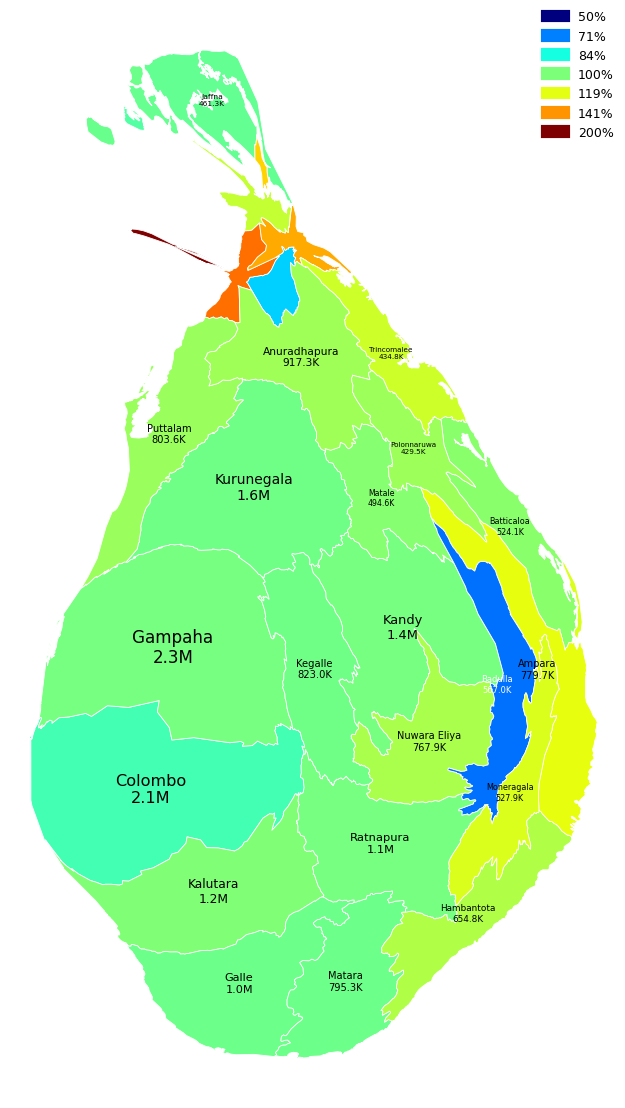 50%
71%
84%
100%
119%
141%
200%
Jaffna
461.3K
Anuradhapura
917.3K
Trincomalee
434.8K
Puttalam
803.6K
Polonnaruwa
429.5K
Kurunegala
1.6M
Matale
494.6K
Batticaloa
524.1K
Gampaha
2.3M
Kandy
1.4M
Kegalle
823.0K
Ampara
779.7K
Badulla
567.0K
Nuwara Eliya
767.9K
Colombo
2.1M
Moneragala
527.9K
Ratnapura
1.1M
Kalutara
1.2M
Hambantota
654.8K
Galle
1.0M
Matara
795.3K